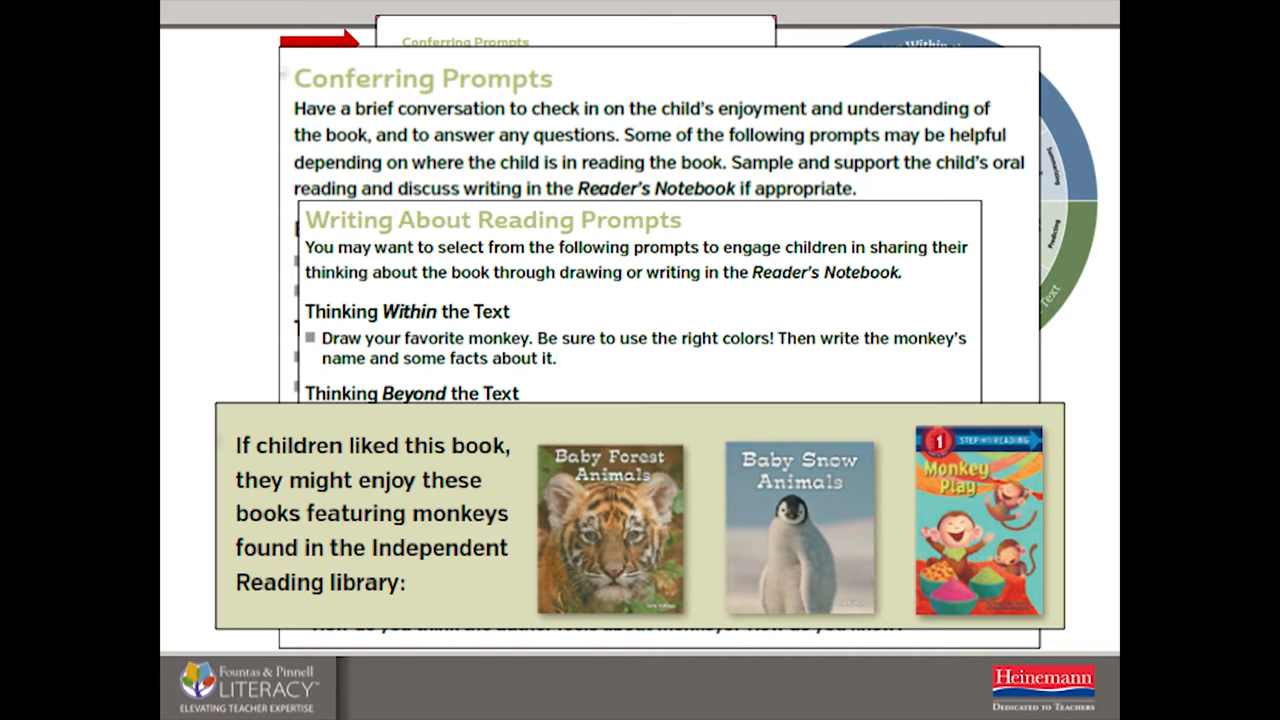 Conferring Prompts
Conferring Prompts
Have a brief conversation to check in on the child's enjoyment and understanding of
the book, and to answer any questions. Some of the following prompts may be helpful
depending on where the child is in reading the book. Sample and support the child's oral
reading and discuss writing in the Reader's Notebook if appropriate.
Writing About Reading Prompts
You may want to select from the following prompts to engage children in sharing their
thinking about the book through drawing or writing in the Reader's Notebook.
Thinking Within the Text
■ Draw your favorite monkey. Be sure to use the right colors! Then write the monkey's
name and some facts about it.
Thinking Beyond the Text
If children liked this book,
they might enjoy these
books featuring monkeys
found in the Independent
Reading library:
Baby Forest
Animals
Baby Snow
Animals
1 STEP INTO READING
Monkey
Play
Within
Predicting
Text
Fountas & Pinnell
LITERACY™
ELEVATING TEACHER EXPERTISE
Heinemann
DEDICATED TO TEACHERS